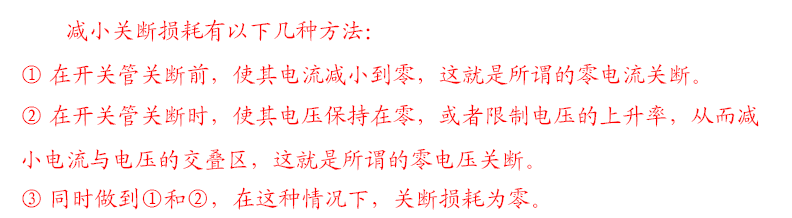 减小关断损耗有以下几种方法：
① 在开关管关断前，使其电流减小到零，这就是所谓的零电流关断。
② 在开关管关断时，使其电压保持在零，或者限制电压的上升率，从而减
小电流与电压的交叠区，这就是所谓的零电压关断。
③ 同时做到①和②，在这种情况下，关断损耗为零。